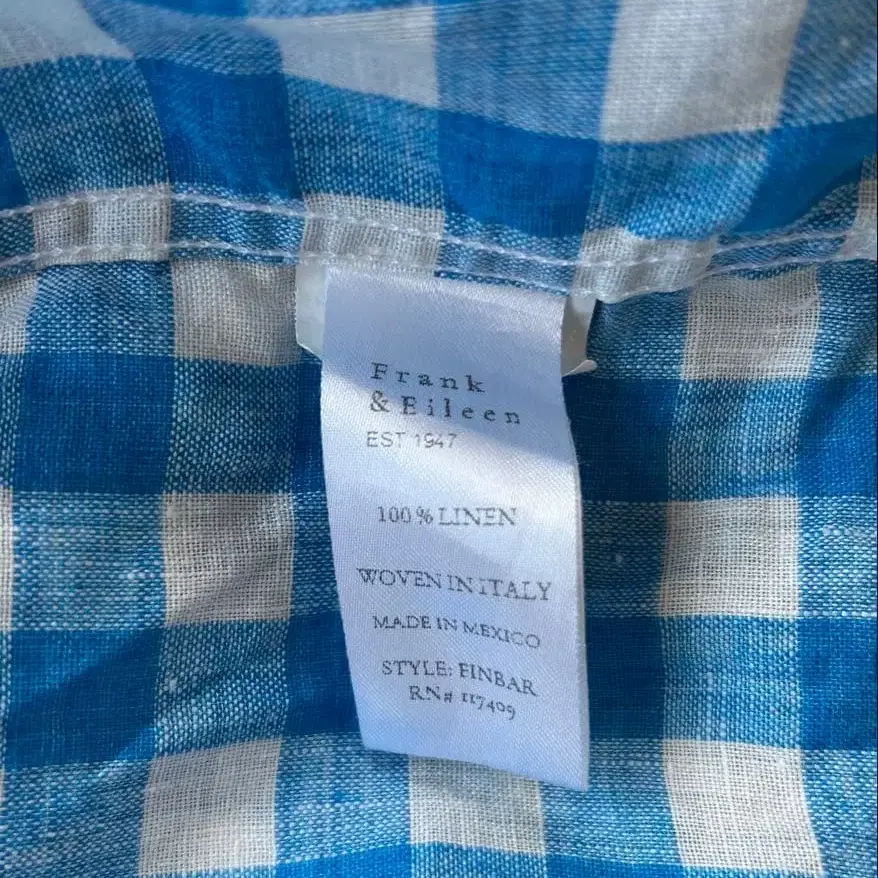 Frank
& Eileen
EST 1947
100% LINEN
WOVEN IN ITALY
MADE IN MEXICO
STYLE: FINBAR
RN# 117409